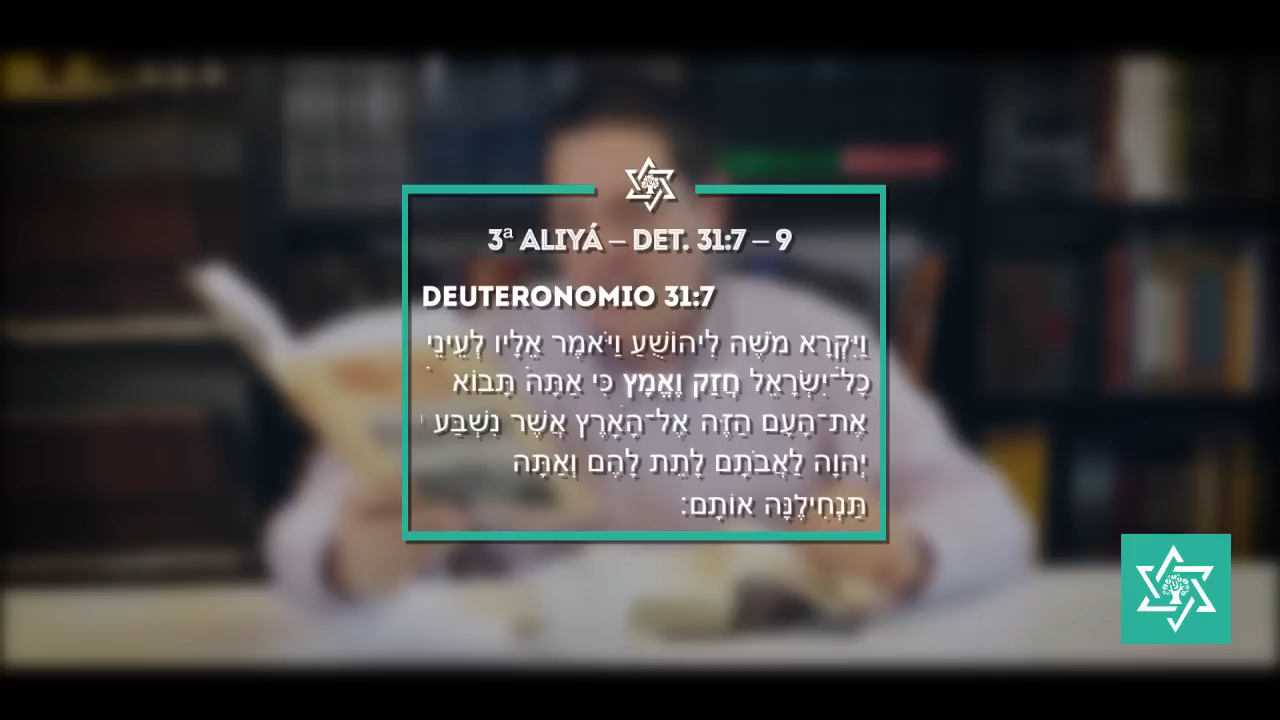 3ª ALIYÁ – DET. 31:7 – 9
DEUTERONOMIO 31:7
וַיִּקְרָא מֹשֶׁה לִיהוֹשֻׁעַ וַיֹּאמֶר אֵלָיו לְעֵינֵי
כָל־יִשְׂרָאֵל חֲזַק וֶאֱמָץ כִּי אַתָּה תָּבוֹא
אֶת־הָעָם הַזֶּה אֶל־הָאָרֶץ אֲשֶׁר נִשְׁבַּע
יְהוָה לַאֲבֹתָם לָתֵת לָהֶם וְאַתָּה
תַּנְחִילֶנָּה אוֹתָם׃